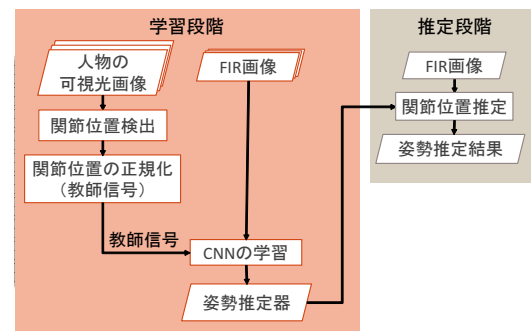 学習段階
人物の
可視光画像
FIR画像
関節位置検出
関節位置の正規化
（教師信号）
教師信号
CNNの学習
姿勢推定器
推定段階
FIR画像
関節位置推定
姿勢推定結果